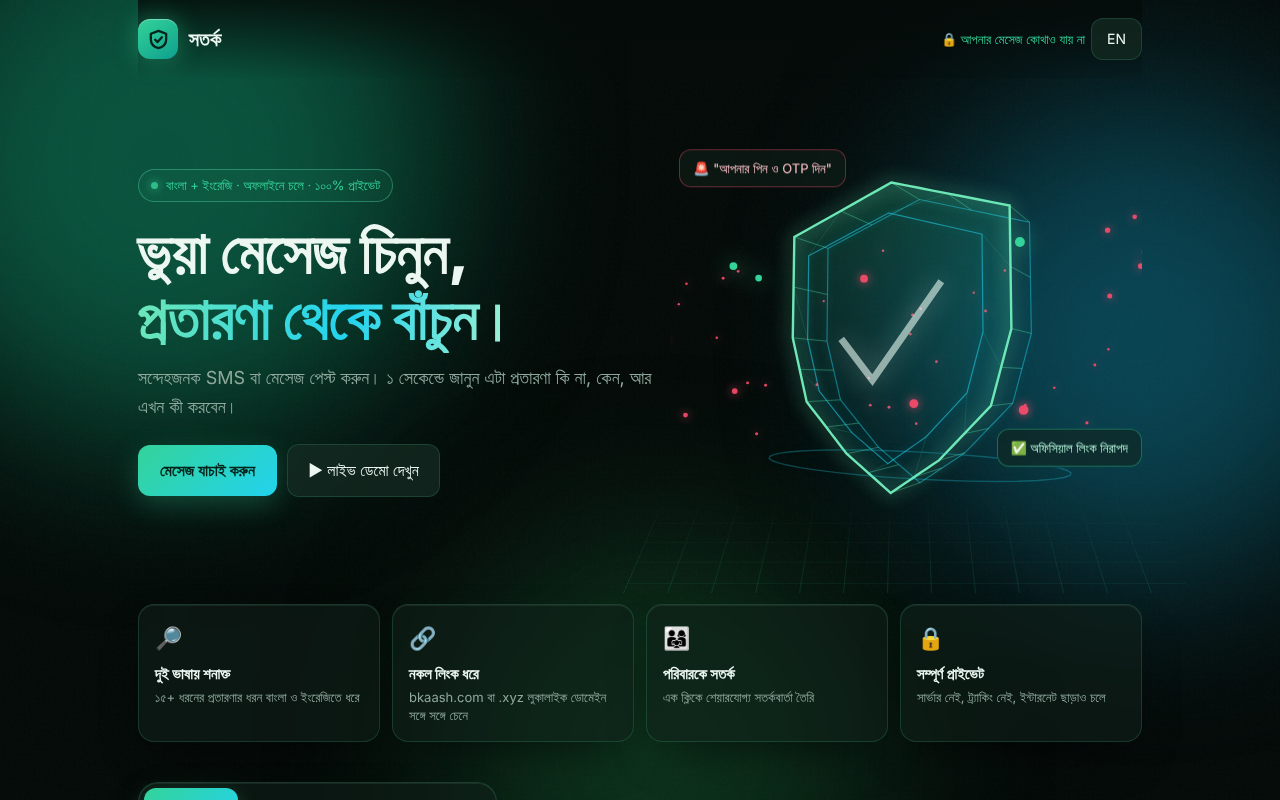 সতর্ক
🔒 আপনার মেসেজ কোথাও যায় না
EN
বাংলা + ইংরেজি · অফলাইনে চলে · ১০০% প্রাইভেট
ভুয়া মেসেজ চিনুন,
প্রতারণা থেকে বাঁচুন।
সন্দেহজনক SMS বা মেসেজ পেস্ট করুন। ১ সেকেন্ডে জানুন এটা প্রতারণা কি না, কেন, আর
এখন কী করবেন।
মেসেজ যাচাই করুন
▶ লাইভ ডেমো দেখুন
🚨 "আপনার পিন ও OTP দিন"
✅ অফিসিয়াল লিংক নিরাপদ
দুই ভাষায় শনাক্ত
১৫+ ধরনের প্রতারণার ধরন বাংলা ও ইংরেজিতে ধরে
নকল লিংক ধরে
bkaash.com বা .xyz লুকালাইক ডোমেইন
সঙ্গে সঙ্গে চেনে
পরিবারকে সতর্ক
এক ক্লিকে শেয়ারযোগ্য সতর্কবার্তা তৈরি
সম্পূর্ণ প্রাইভেট
সার্ভার নেই, ট্র্যাকিং নেই, ইন্টারনেট ছাড়াও চলে